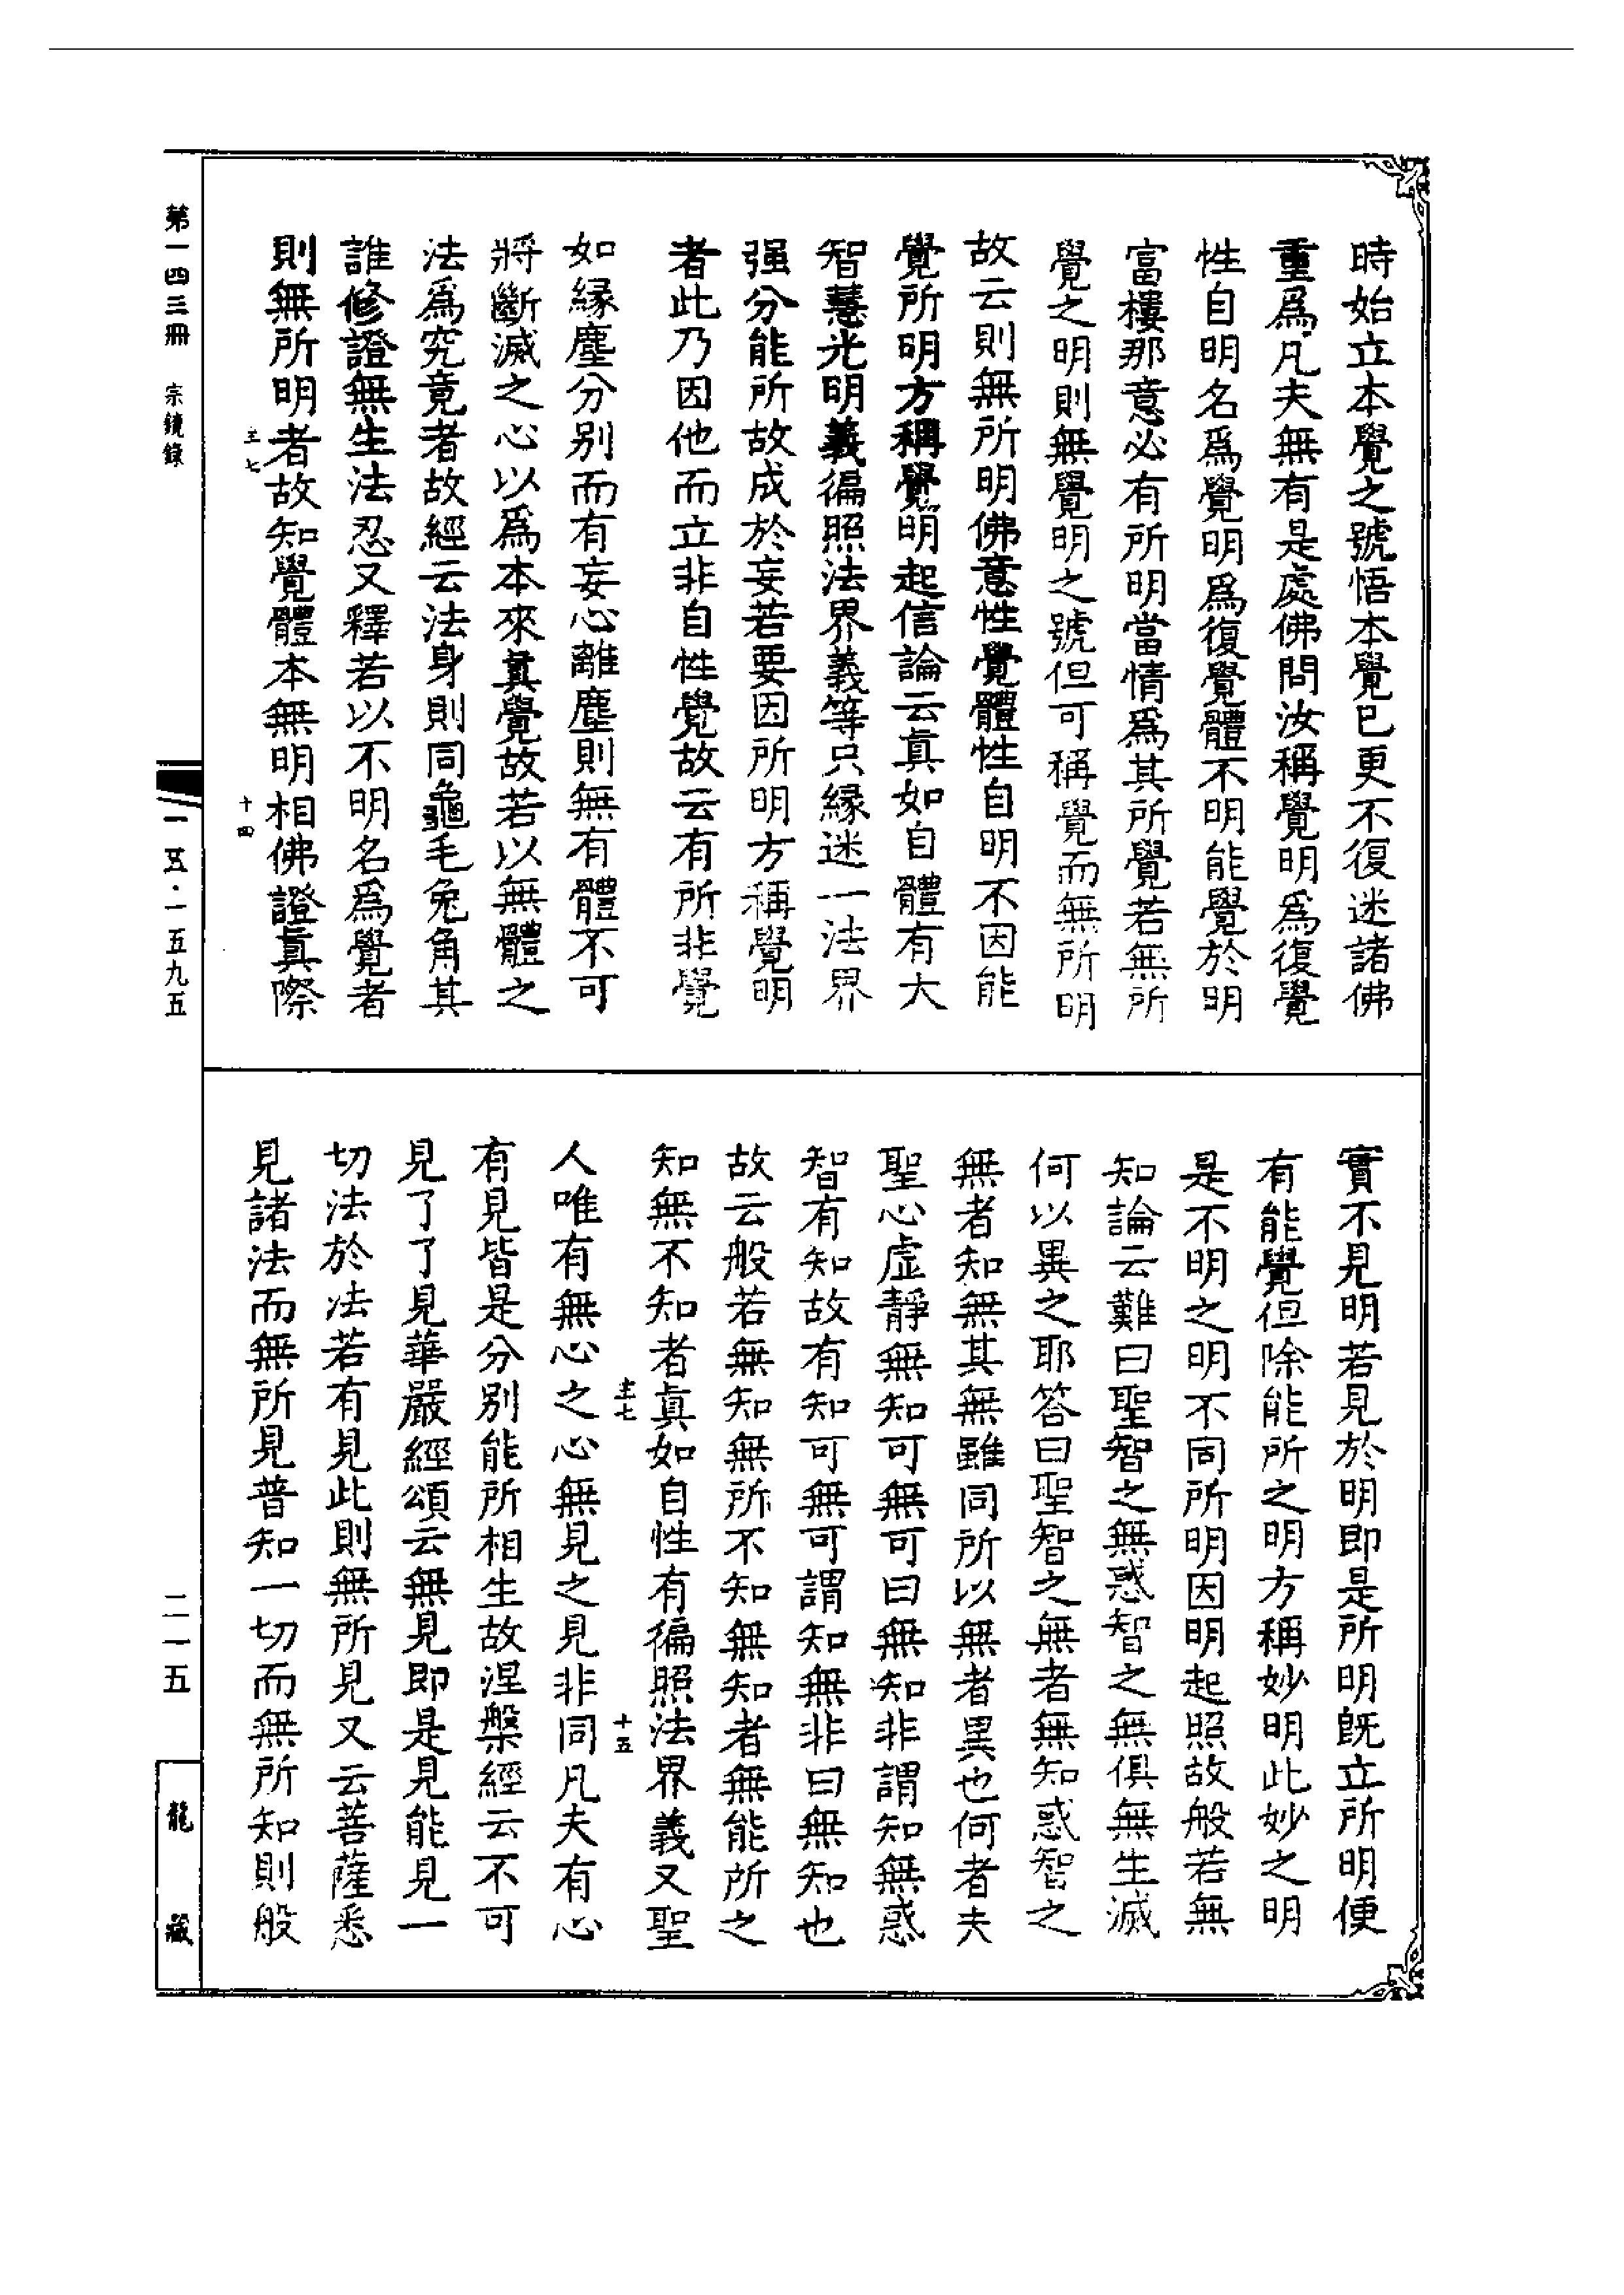 時始立本覺之號悟本覺已更不復迷諸佛
重爲凡夫無有是處佛問汝稱覺明爲復覺
性自明名爲覺明爲復覺體不明能覺於明
富樓那意必有所明當情爲其所覺若無所
覺之明則無覺明之號但可稱覺而無所明
故云則無所明佛意性覺體性自明不因能
覺所明方稱覺明起信論云真如自體有大
智慧光明義徧照法界義等只緣迷一法界
强分能所故成於妄若要因所明方稱覺明
者此乃因他而立非自性覺故云有所非覺
如緣塵分別而有妄心離塵則無有體不可
將斷滅之心以爲本來真覺故若以無體之
法爲究竟者故經云法身則同龜毛兔角其
誰修證無生法忍又釋若以不明名爲覺者
則無所明者故知覺體本無明相佛證真際
實不見明若見於明即是所明旣立所明便
有能覺但除能所之明方稱妙明此妙之明
是不明之明不同所明因明起照故般若無
知論云難曰聖智之無惑智之無俱無生滅
何以異之耶答曰聖智之無者無知惑智之
無者知無其無雖同所以無者異也何者夫
聖心虛靜無知可無可曰無知非謂知無惑
智有知故有知可無可謂知無非曰無知也
故云般若無知無所不知無知者無能所之
知無不知者真如自性有徧照法界義又聖
人唯有無心之心無見之見非同凡夫有心
有見皆是分別能所相生故涅槃經云不可
見了了見華嚴經頌云無見即是見能見一
切法於法若有見此則無所見又云菩薩悉
見諸法而無所見普知一切而無所知則般
第一四三冊 宗鏡錄
一五·一五九五
二一五
龍藏
十四
十五